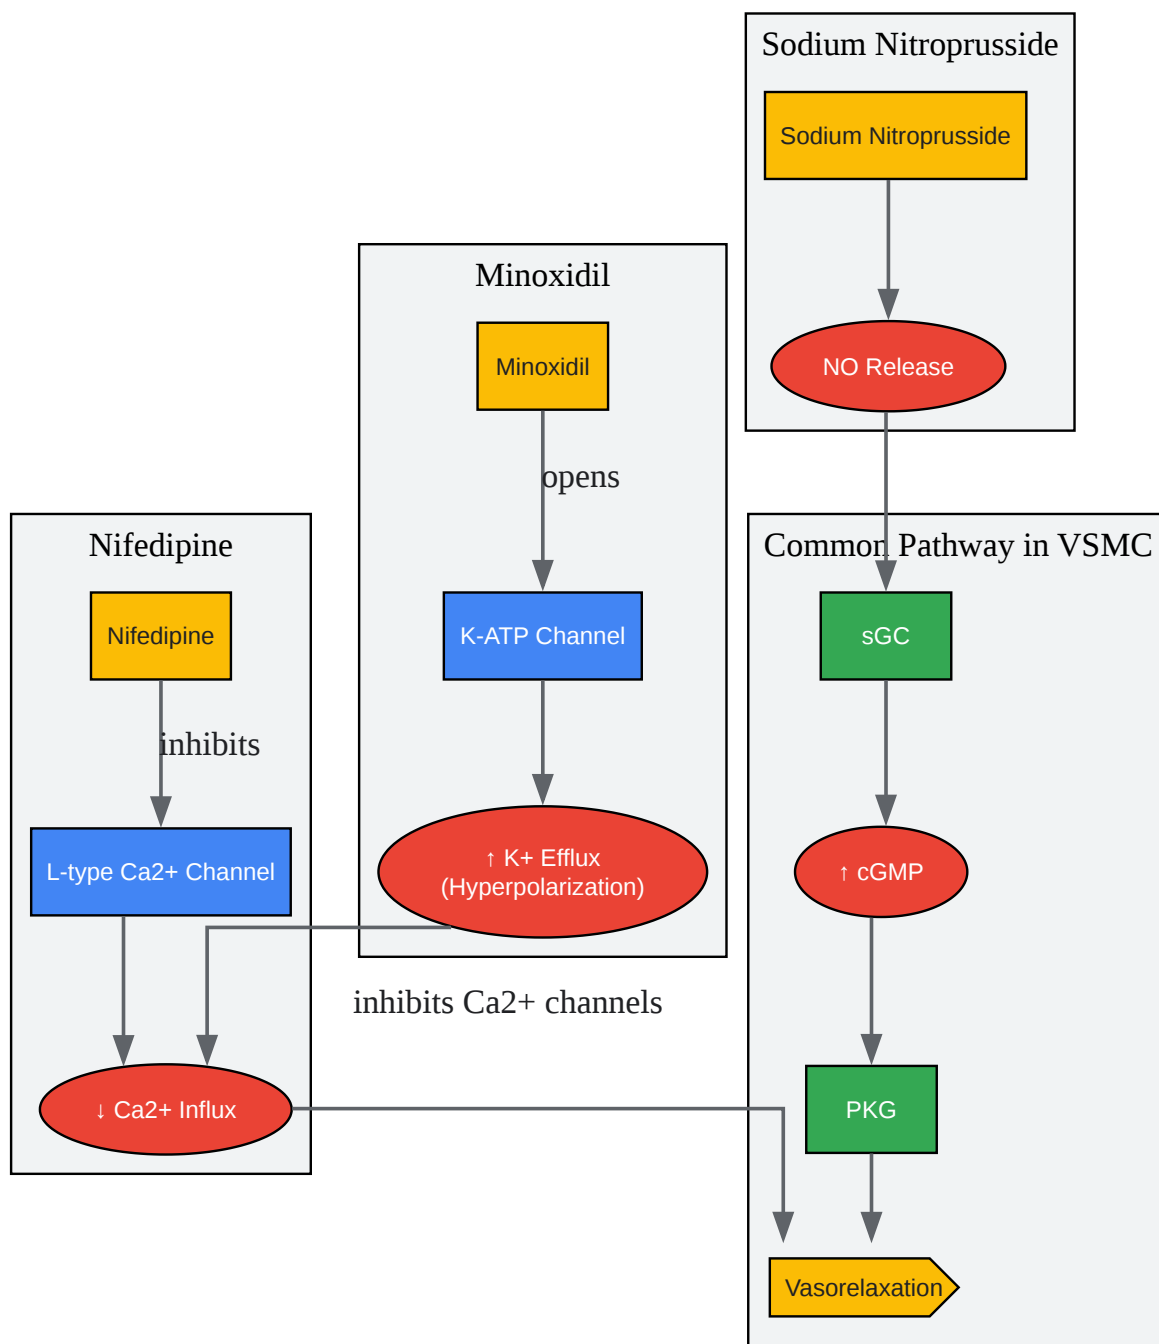 Sodium Nitroprusside
Sodium Nitroprusside
NO Release
Minoxidil
Minoxidil
opens
K-ATP Channel
↑ K+ Efflux
(Hyperpolarization)
inhibits Ca2+ channels
Nifedipine
Nifedipine
inhibits
L-type Ca2+ Channel
↓ Ca2+ Influx
Common Pathway in VSMC
sGC
↑ cGMP
PKG
Vasorelaxation